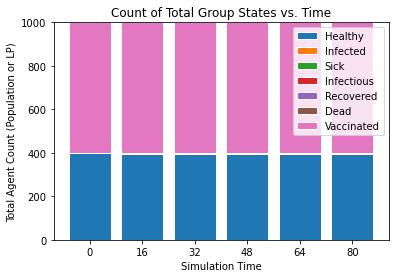 Count of Total Group States vs. Time
Total Agent Count (Population or LP)
1000
800
600
400
200
0
Healthy
Infected
Sick
Infectious
Recovered
Dead
Vaccinated
0 16 32 48 64 80
Simulation Time